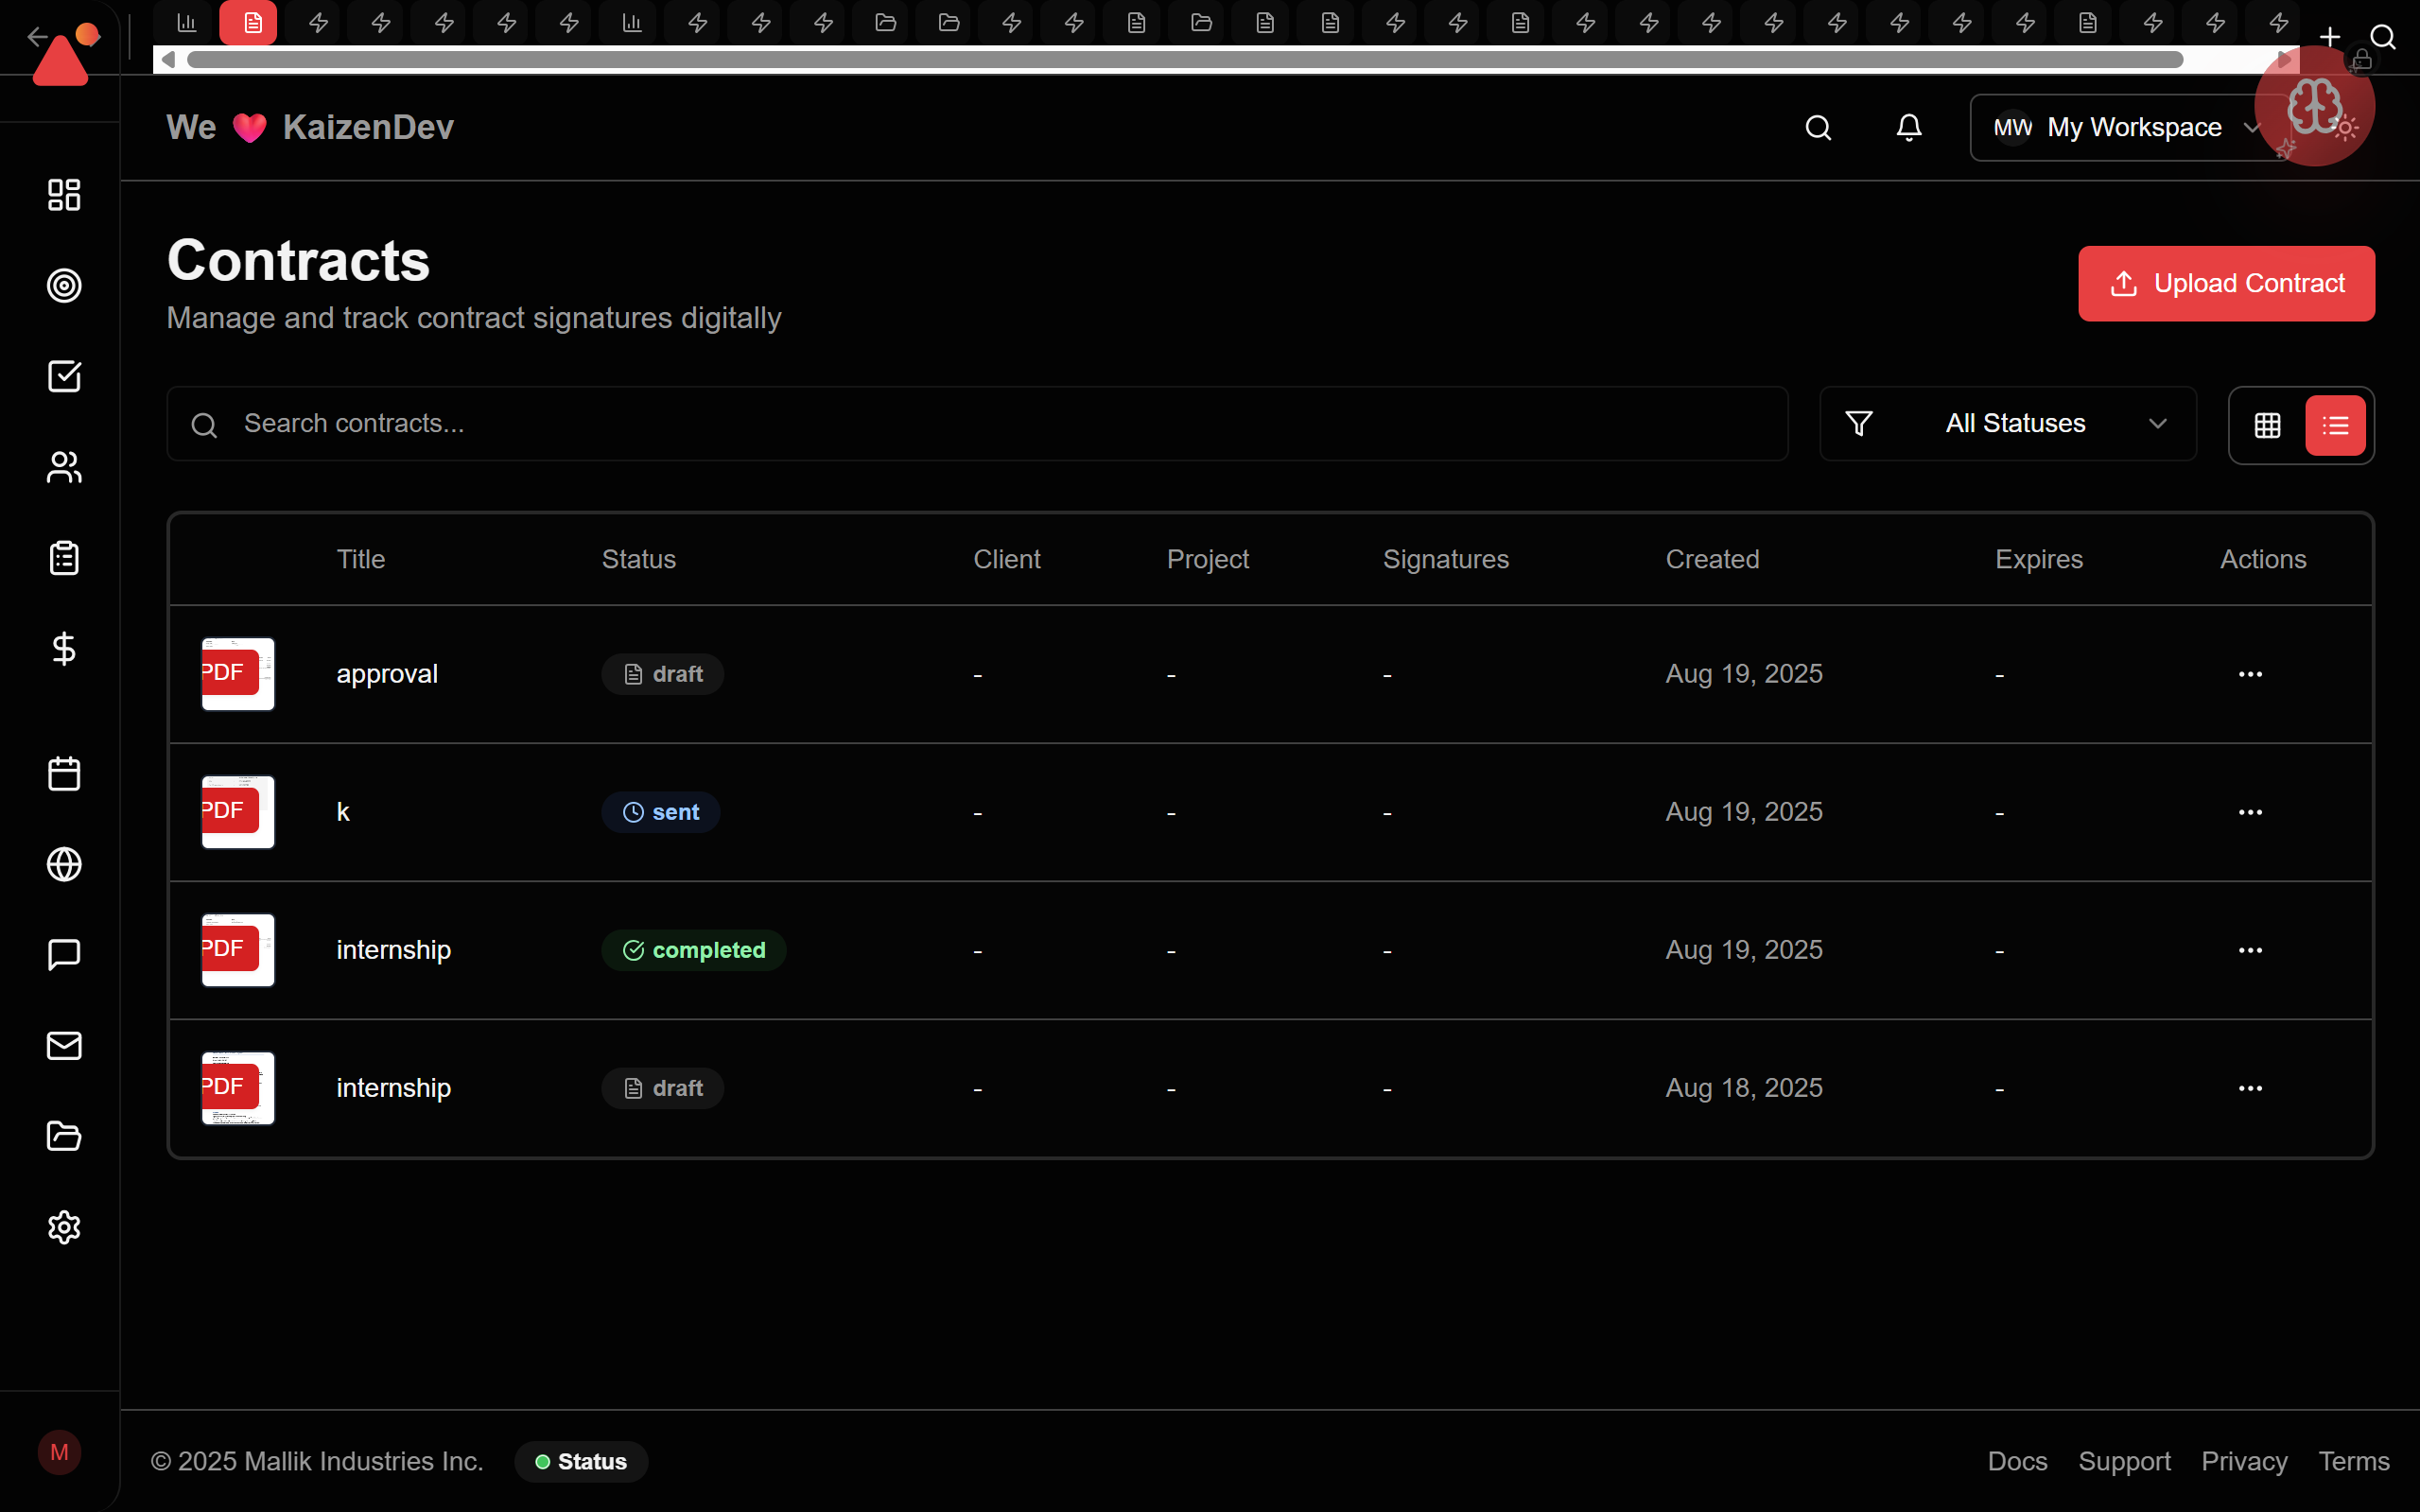 We KaizenDev
MW My Workspace
Contracts
Manage and track contract signatures digitally
Upload Contract
Search contracts...
All Statuses
Title Status Client Project Signatures Created Expires Actions
PDF approval draft - - - Aug 19, 2025 - ...
PDF k sent - - - Aug 19, 2025 - ...
PDF internship completed - - - Aug 19, 2025 - ...
PDF internship draft - - - Aug 18, 2025 - ...
M
© 2025 Mallik Industries Inc. Status Docs Support Privacy Terms